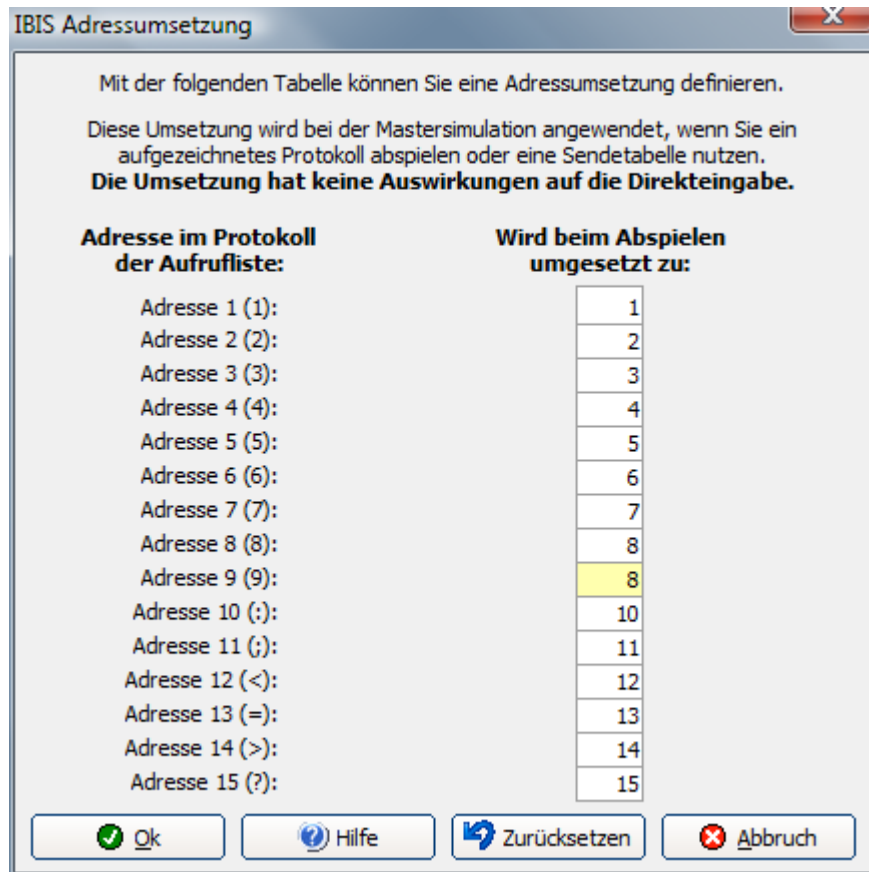 IBIS Adressumsetzung
Mit der folgenden Tabelle können Sie eine Adressumsetzung definieren.
Diese Umsetzung wird bei der Mastersimulation angewendet, wenn Sie ein
aufgezeichnetes Protokoll abspielen oder eine Sendetabelle nutzen.
Die Umsetzung hat keine Auswirkungen auf die Direkteingabe.
Adresse im Protokoll Wird beim Abspielen
der Aufrufliste: umgesetzt zu:
Adresse 1 (1): 1
Adresse 2 (2): 2
Adresse 3 (3): 3
Adresse 4 (4): 4
Adresse 5 (5): 5
Adresse 6 (6): 6
Adresse 7 (7): 7
Adresse 8 (8): 8
Adresse 9 (9): 8
Adresse 10 (:): 10
Adresse 11 (;): 11
Adresse 12 (<): 12
Adresse 13 (=): 13
Adresse 14 (>): 14
Adresse 15 (?): 15
Ok Hilfe Zurücksetzen Abbruch